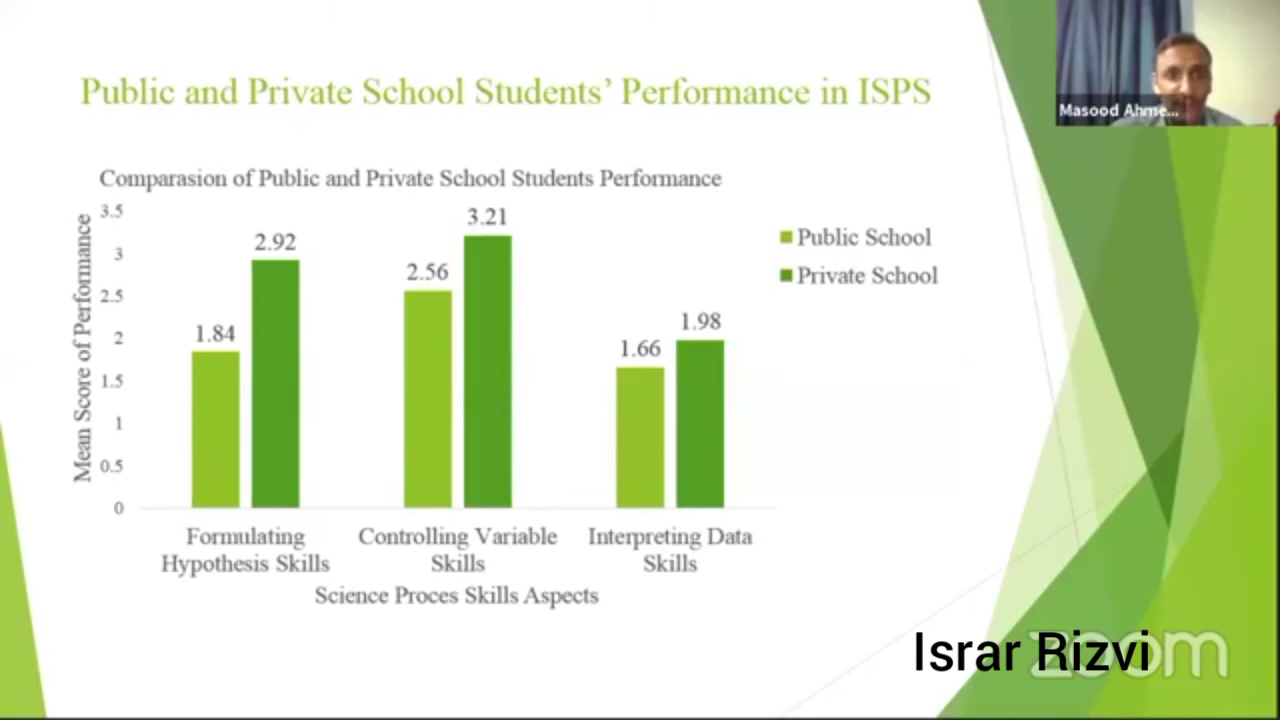 Public and Private School Students' Performance in ISPS
Masood Ahme...
Comparasion of Public and Private School Students Performance
Mean Score of Performance
3.5
3
2.5
2
1.5
1
0.5
0
1.84
2.92
2.56
3.21
1.66
1.98
Public School
Private School
Formulating
Hypothesis Skills
Controlling Variable
Skills
Interpreting Data
Skills
Science Proces Skills Aspects
Israr Rizvi
zoom